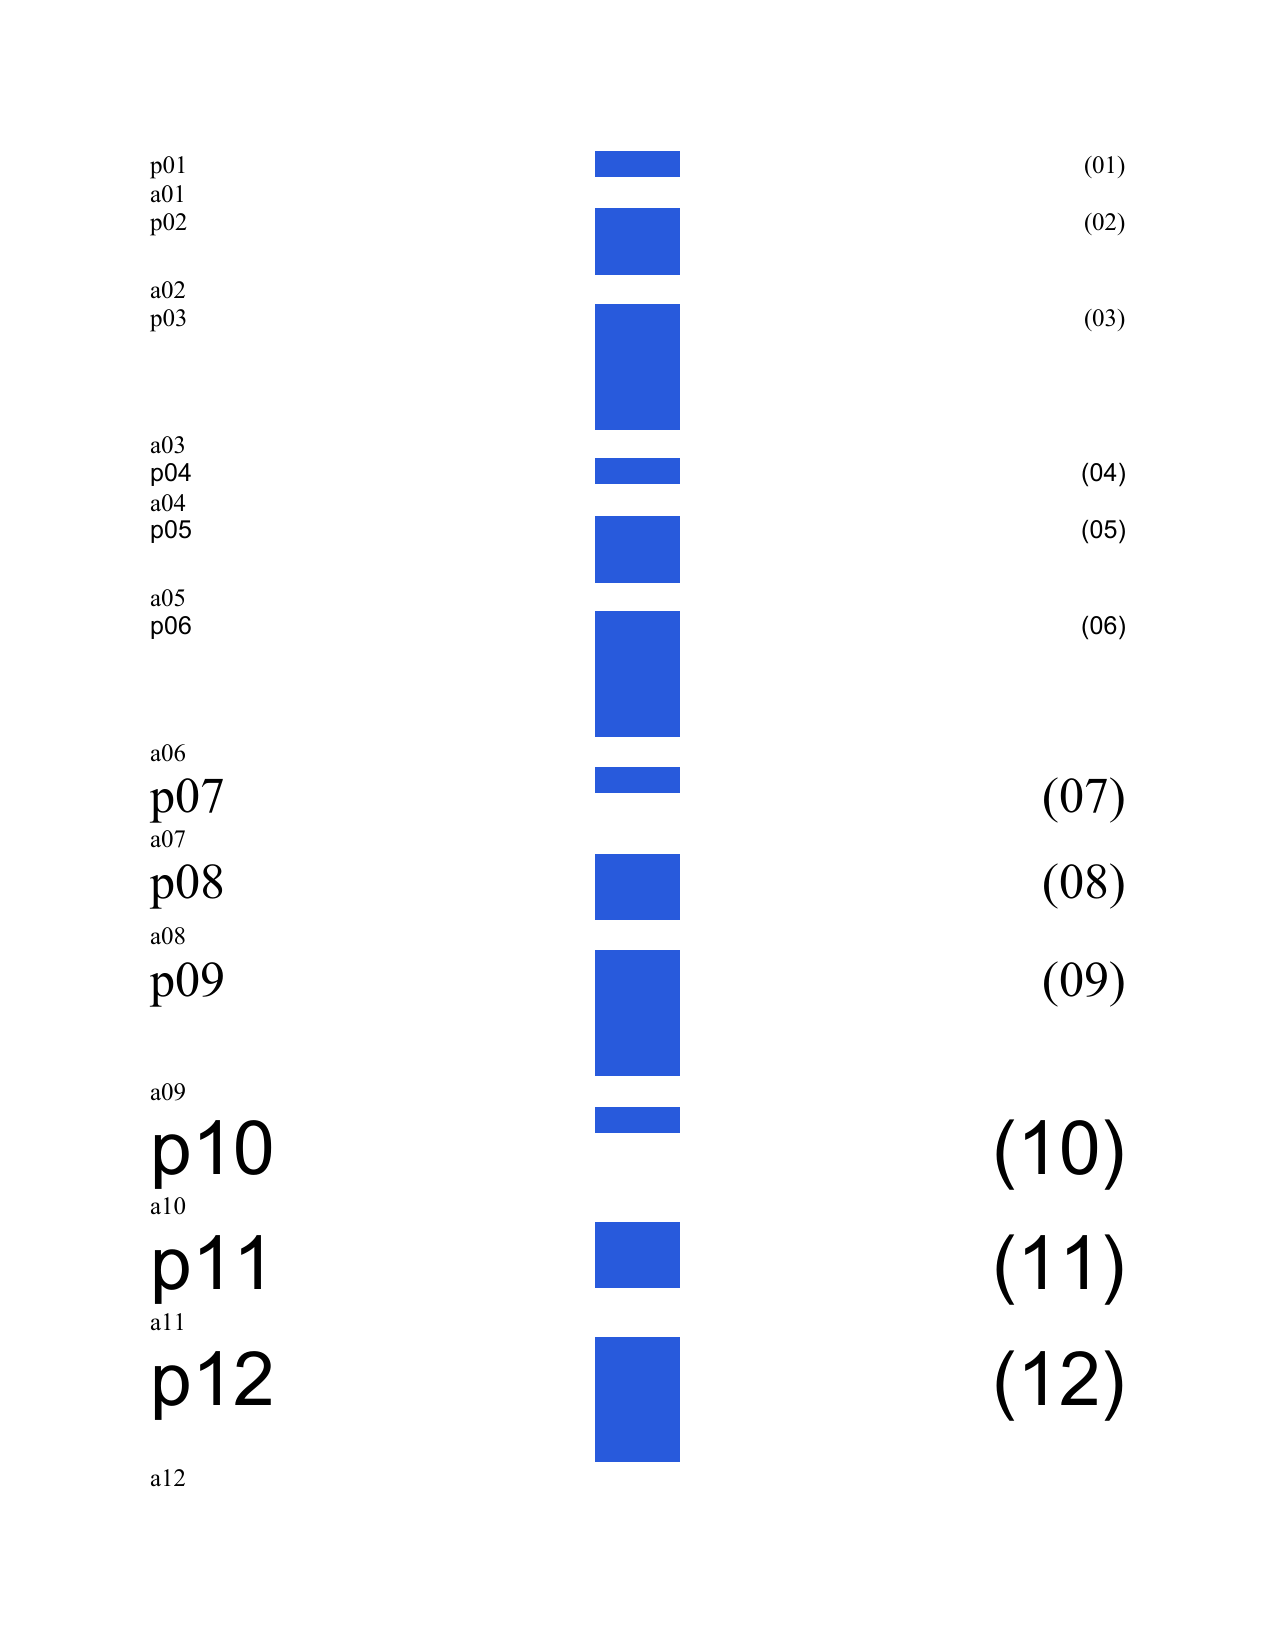 p01 (01)
a01
p02 (02)
a02
p03 (03)
a03
p04 (04)
a04
p05 (05)
a05
p06 (06)
a06
p07 (07)
a07
p08 (08)
a08
p09 (09)
a09
p10 (10)
a10
p11 (11)
a11
p12 (12)
a12